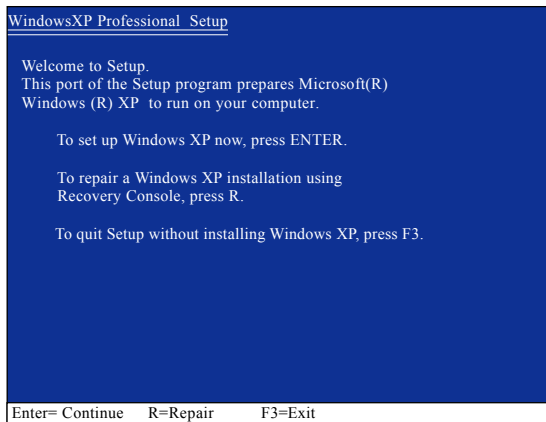 WindowsXP Professional Setup
Welcome to Setup.
This port of the Setup program prepares Microsoft(R)
Windows (R) XP to run on your computer.
To set up Windows XP now, press ENTER.
To repair a Windows XP installation using
Recovery Console, press R.
To quit Setup without installing Windows XP, press F3.
Enter= Continue R=Repair F3=Exit